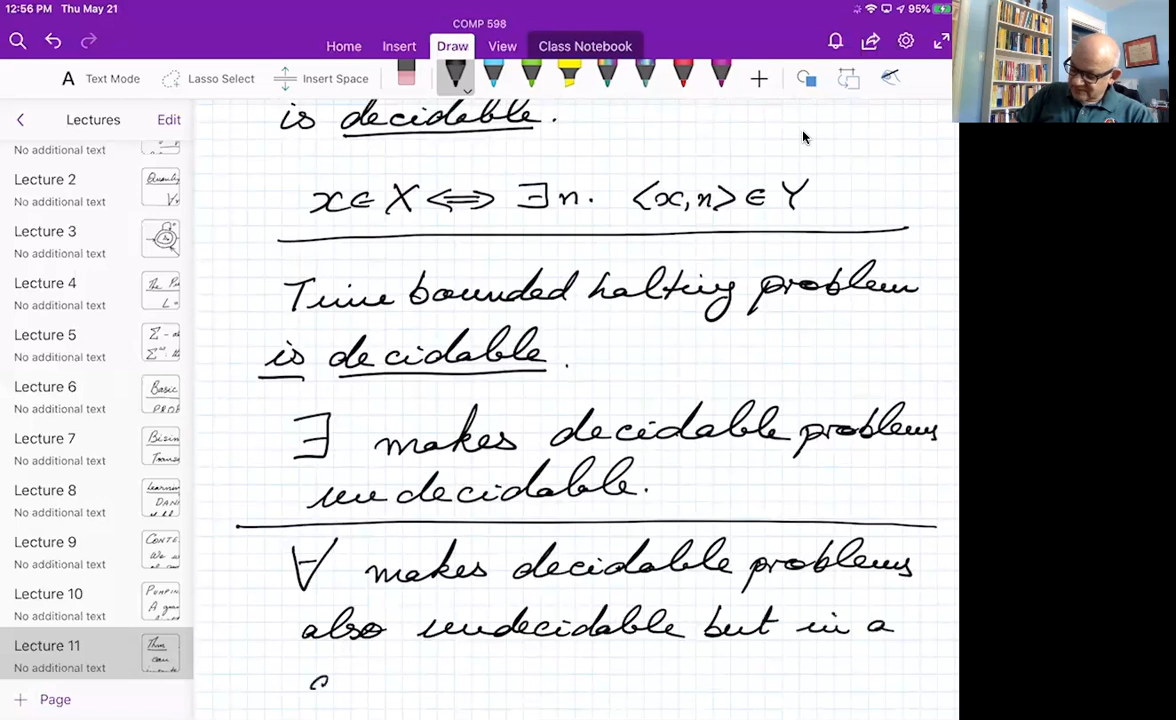 12:56 PM Thu May 21
95%
COMP 598
Home Insert Draw View Class Notebook
A Text Mode Lasso Select Insert Space
Lectures Edit
No additional text
Lecture 2
No additional text
Lecture 3
No additional text
Lecture 4
No additional text
Lecture 5
No additional text
Lecture 6
No additional text
Lecture 7
No additional text
Lecture 8
No additional text
Lecture 9
No additional text
Lecture 10
No additional text
Lecture 11
No additional text
+ Page
is decidable.
x ∈ X ⟺ ∃n. <x,n> ∈ Y
Time bounded halting problem
is decidable.
∃ makes decidable problems
undecidable.
∀ makes decidable problems
also undecidable but in a